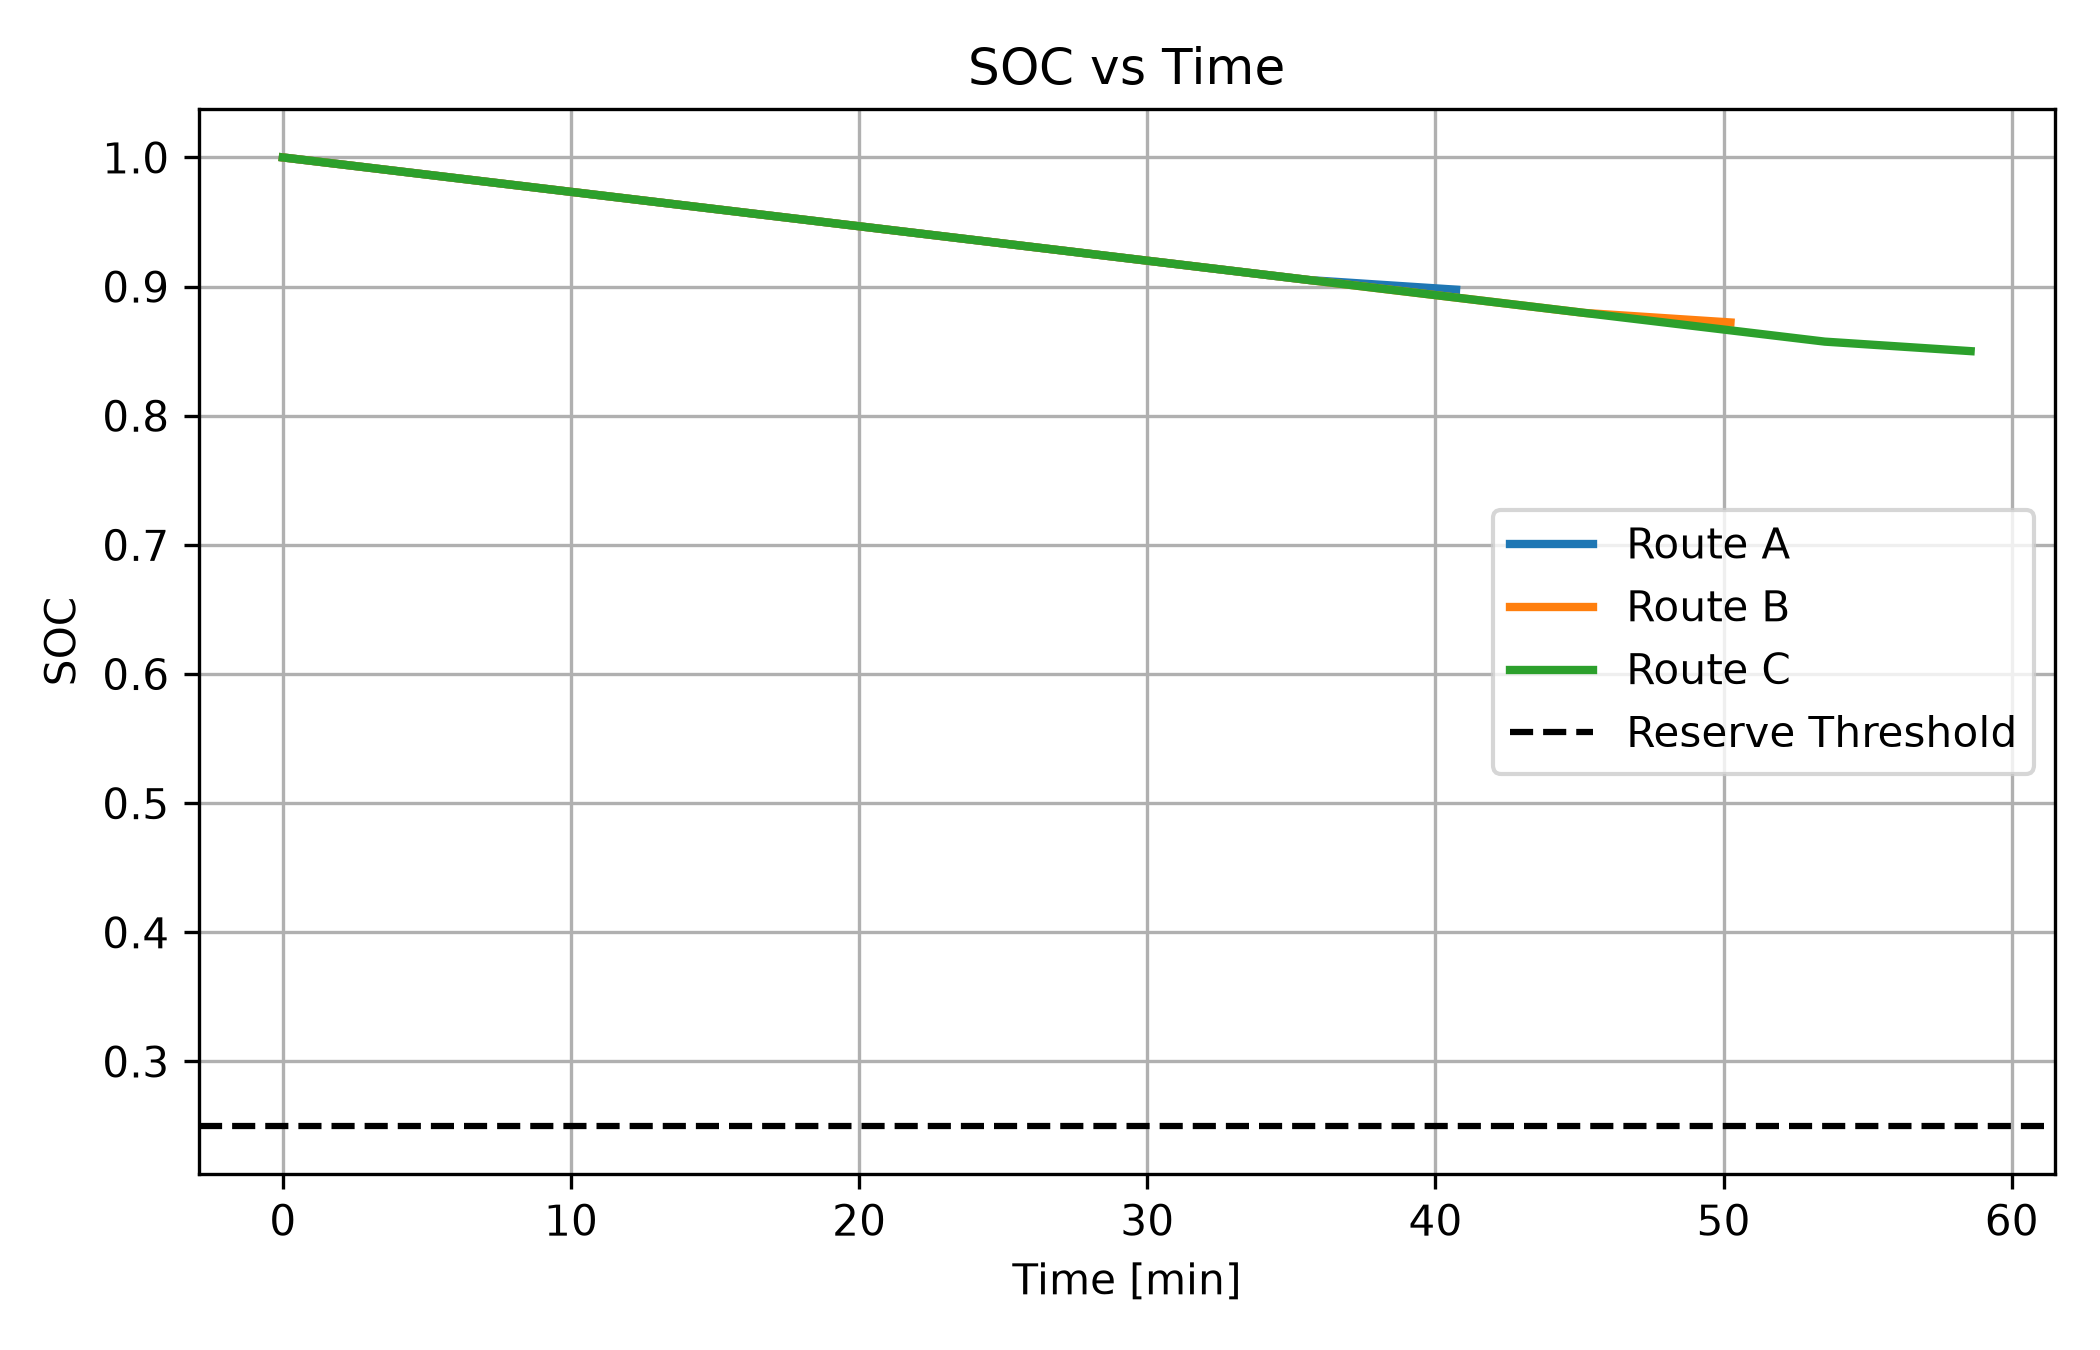 SOC vs Time
1.0
0.9
0.8
0.7
0.6
0.5
0.4
0.3
SOC
Route A
Route B
Route C
Reserve Threshold
0 10 20 30 40 50 60
Time [min]